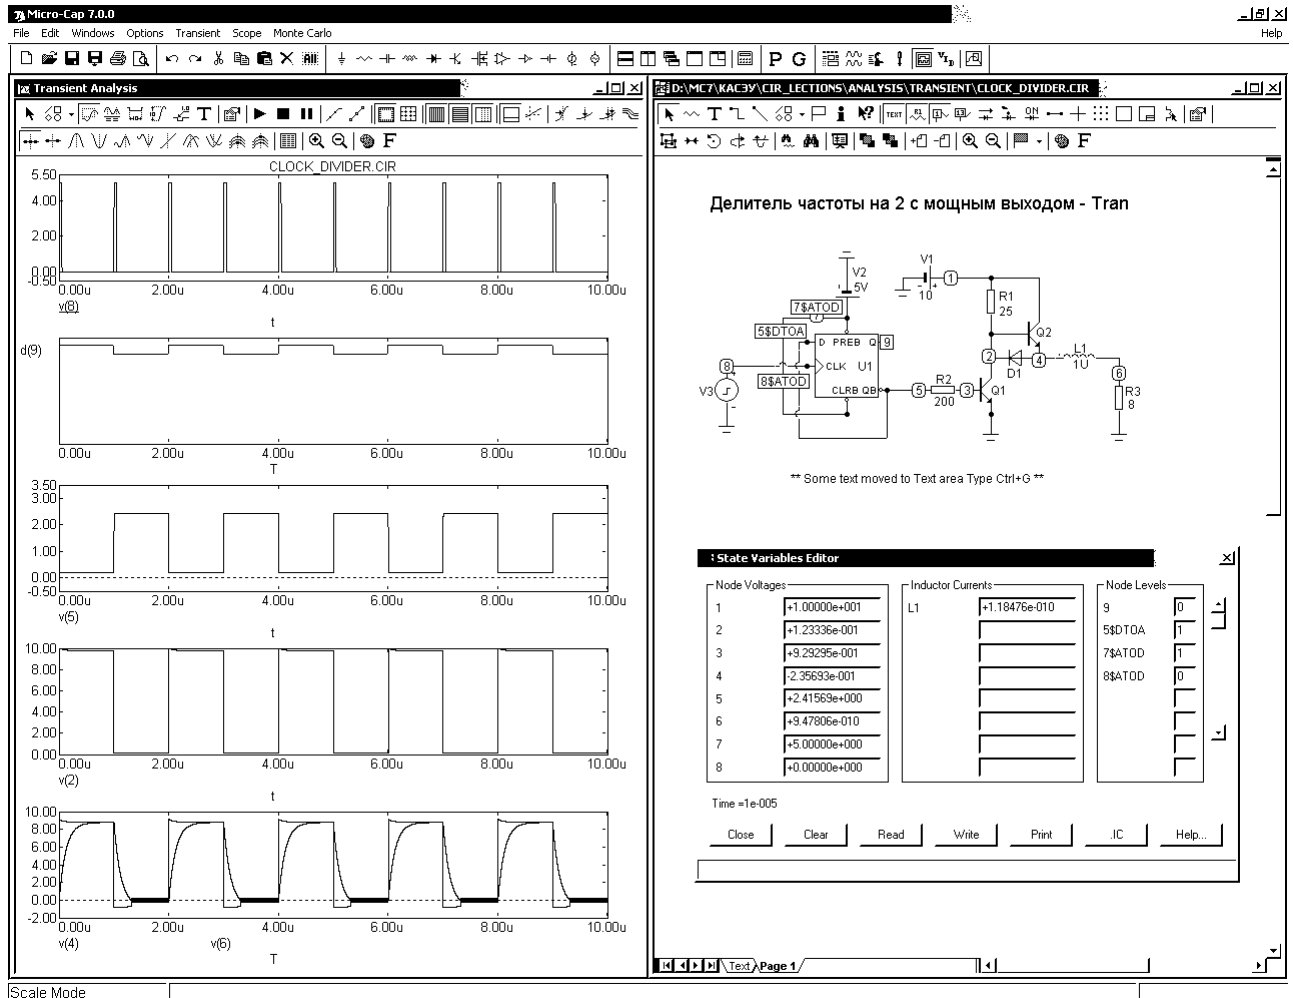 Micro-Cap 7.0.0
File Edit Windows Options Transient Scope Monte Carlo Help
Transient Analysis
CLOCK_DIVIDER.CIR
5.50
4.00
2.00
0.00
-0.50
0.00u 2.00u 4.00u 6.00u 8.00u 10.00u
v(8)
t
d(9)
0.00u 2.00u 4.00u 6.00u 8.00u 10.00u
T
3.50
3.00
2.00
1.00
0.00
-0.50
0.00u 2.00u 4.00u 6.00u 8.00u 10.00u
v(5)
t
10.00
8.00
6.00
4.00
2.00
0.00
0.00u 2.00u 4.00u 6.00u 8.00u 10.00u
v(2)
t
10.00
8.00
6.00
4.00
2.00
0.00
-2.00
0.00u 2.00u 4.00u 6.00u 8.00u 10.00u
v(4) v(6)
T
D:\MC7\КАСЗУ\CIR_LECTIONS\ANALYSIS\TRANSIENT\CLOCK_DIVIDER.CIR
Делитель частоты на 2 с мощным выходом - Tran
V2
5V
V1
10
1
R1
25
Q2
7$ATOD
7
5$DTOA
D PREB Q
9
CLK U1
8
8$ATOD
CLRB QB
V3
5
R2
200
3
Q1
2
D1
4
L1
1U
6
R3
8
** Some text moved to Text area Type Ctrl+G **
State Variables Editor
Node Voltages Inductor Currents Node Levels
1 +1.00000e+001 L1 +1.18476e-010 9 0
2 +1.23336e-001 5$DTOA 1
3 +9.29295e-001 7$ATOD 1
4 -2.35693e-001 8$ATOD 0
5 +2.41569e+000
6 +9.47806e-010
7 +5.00000e+000
8 +0.00000e+000
Time =1e-005
Close Clear Read Write Print .IC Help...
Text Page 1
Scale Mode